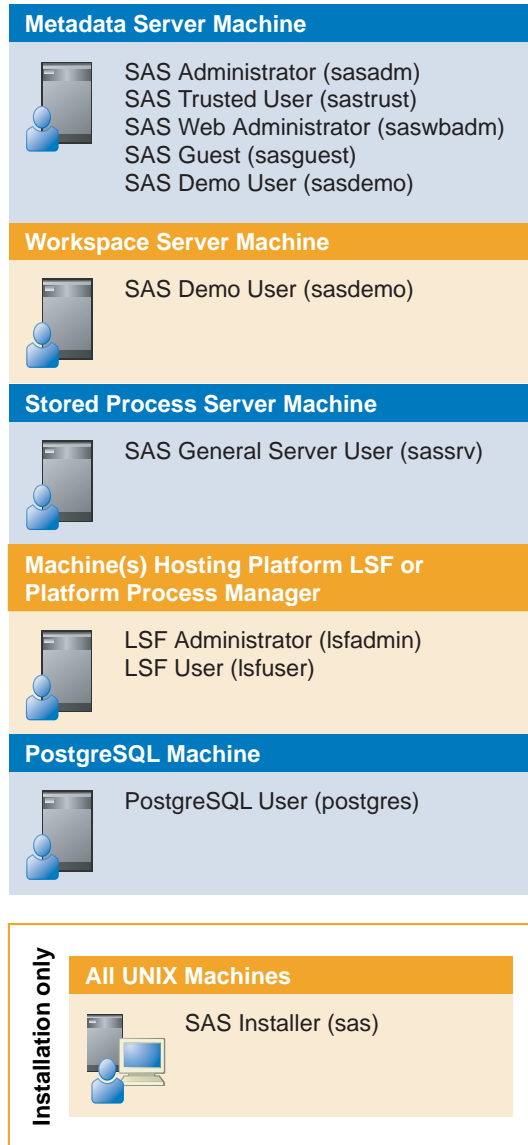 Metadata Server Machine
SAS Administrator (sasadm)
SAS Trusted User (sastrust)
SAS Web Administrator (saswbadm)
SAS Guest (sasguest)
SAS Demo User (sasdemo)
Workspace Server Machine
SAS Demo User (sasdemo)
Stored Process Server Machine
SAS General Server User (sassrv)
Machine(s) Hosting Platform LSF or
Platform Process Manager
LSF Administrator (lsfadmin)
LSF User (lsfuser)
PostgreSQL Machine
PostgreSQL User (postgres)
Installation only
All UNIX Machines
SAS Installer (sas)